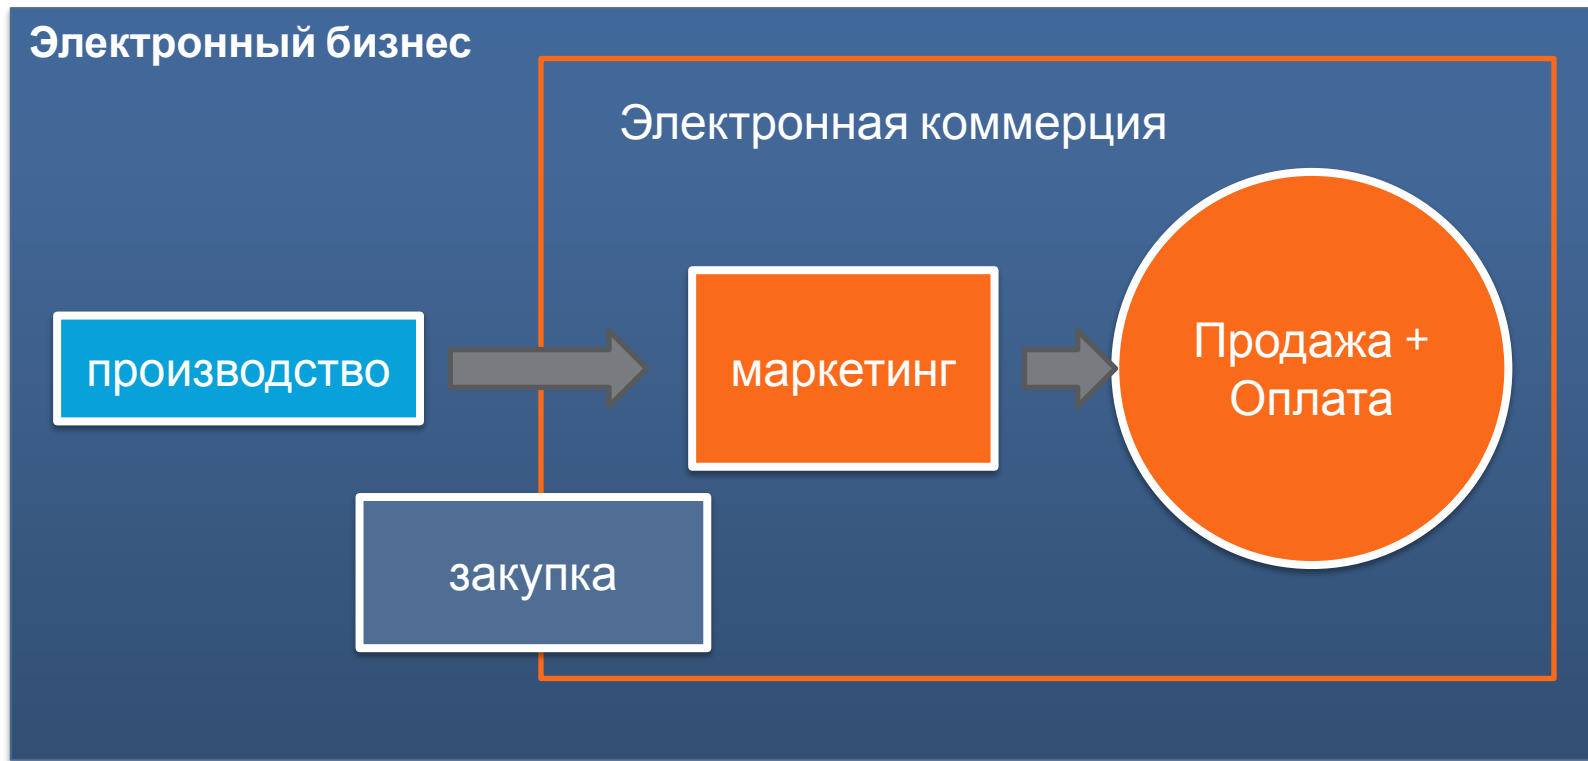 Электронный бизнес
Электронная коммерция
производство
маркетинг
Продажа +
Оплата
закупка